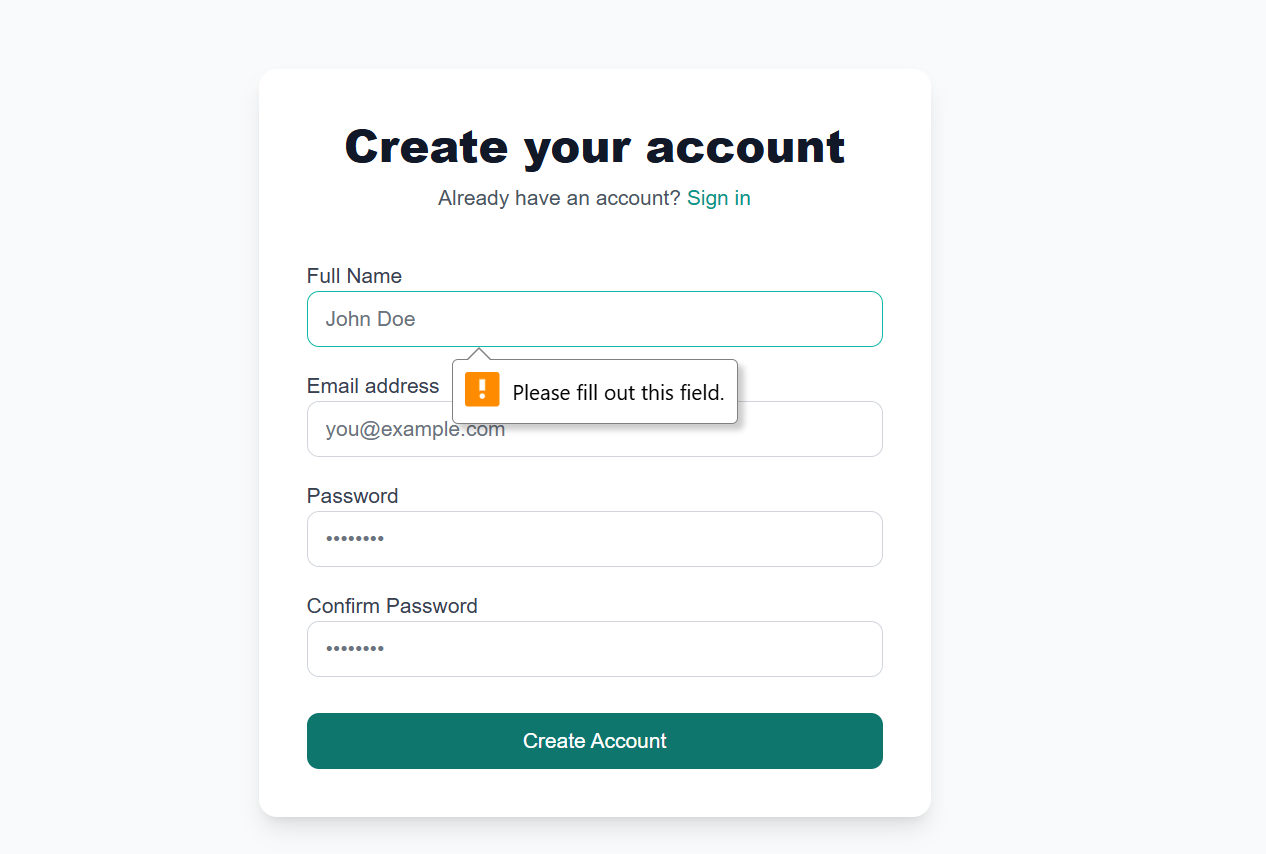 Create your account
Already have an account? Sign in
Full Name
John Doe
Please fill out this field.
Email address
you@example.com
Password
••••••••
Confirm Password
••••••••
Create Account